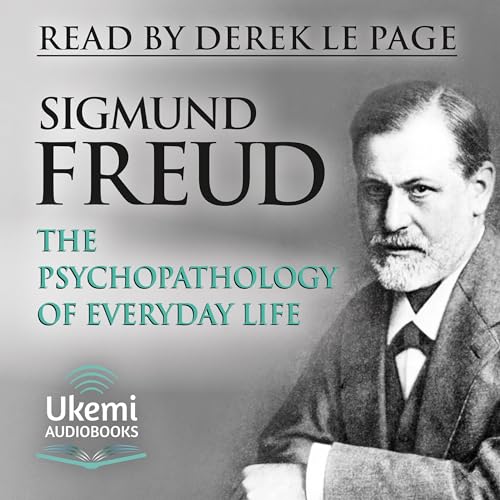 READ BY DEREK LE PAGE
SIGMUND
FREUD
THE
PSYCHOPATHOLOGY
OF EVERYDAY LIFE
Ukemi
AUDIOBOOKS